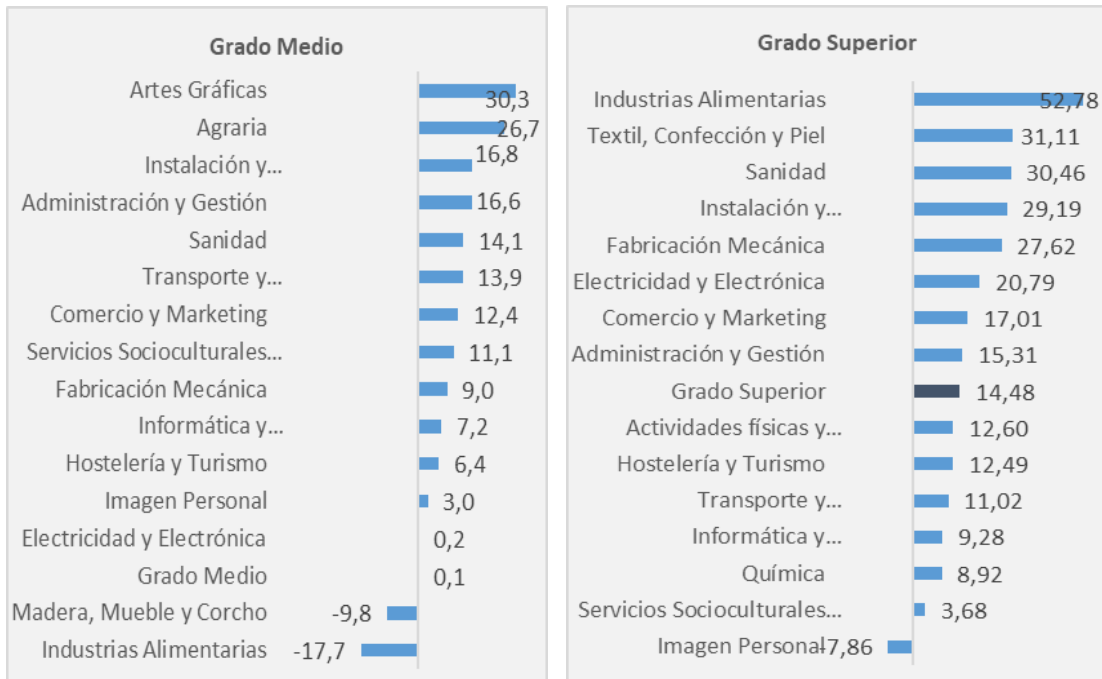 Grado Medio
Artes Gráficas 30,3
Agraria 26,7
Instalación y... 16,8
Administración y Gestión 16,6
Sanidad 14,1
Transporte y... 13,9
Comercio y Marketing 12,4
Servicios Socioculturales... 11,1
Fabricación Mecánica 9,0
Informática y... 7,2
Hostelería y Turismo 6,4
Imagen Personal 3,0
Electricidad y Electrónica 0,2
Grado Medio 0,1
Madera, Mueble y Corcho -9,8
Industrias Alimentarias -17,7
Grado Superior
Industrias Alimentarias 52,78
Textil, Confección y Piel 31,11
Sanidad 30,46
Instalación y... 29,19
Fabricación Mecánica 27,62
Electricidad y Electrónica 20,79
Comercio y Marketing 17,01
Administración y Gestión 15,31
Grado Superior 14,48
Actividades físicas y... 12,60
Hostelería y Turismo 12,49
Transporte y... 11,02
Informática y... 9,28
Química 8,92
Servicios Socioculturales... 3,68
Imagen Personal -7,86